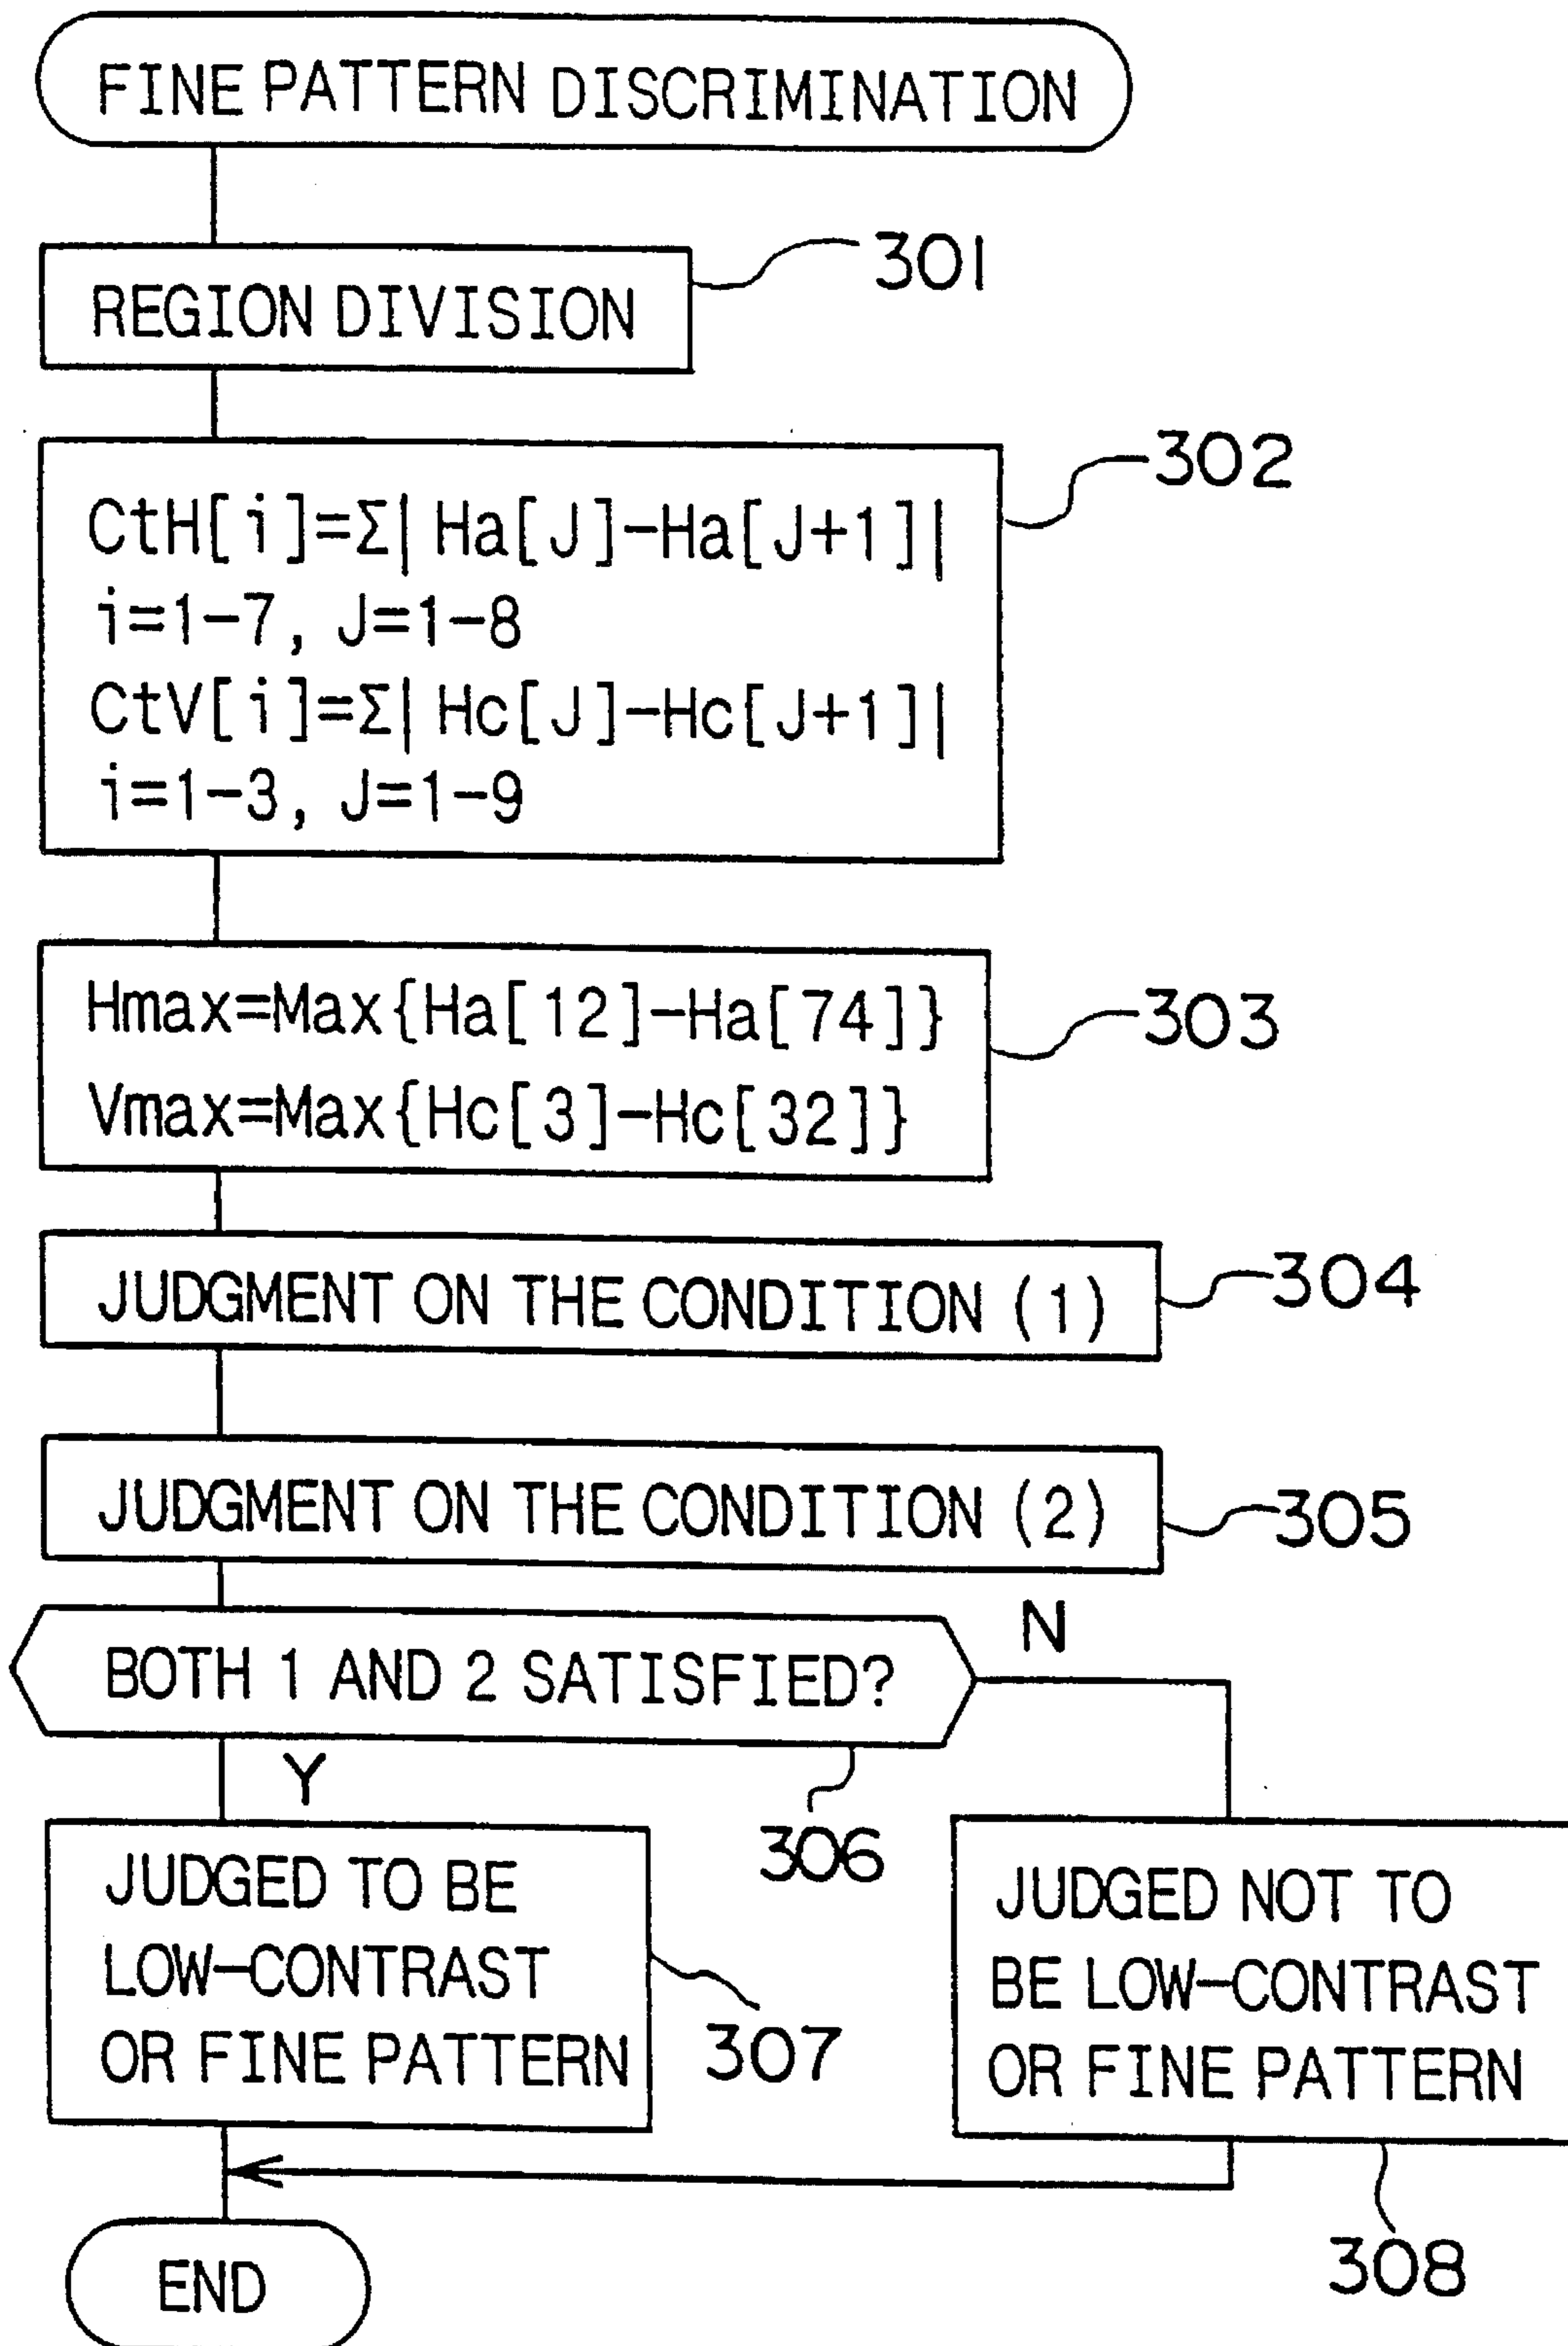 FINE PATTERN DISCRIMINATION
REGION DIVISION
301
CtH[i]=Σ|Ha[J]-Ha[J+1]|
i=1-7, J=1-8
CtV[i]=Σ|Hc[J]-Hc[J+1]|
i=1-3, J=1-9
302
Hmax=Max{Ha[12]-Ha[74]}
Vmax=Max{Hc[3]-Hc[32]}
303
JUDGMENT ON THE CONDITION (1)
304
JUDGMENT ON THE CONDITION (2)
305
BOTH 1 AND 2 SATISFIED?
N
Y
306
JUDGED TO BE
LOW-CONTRAST
OR FINE PATTERN
307
JUDGED NOT TO
BE LOW-CONTRAST
OR FINE PATTERN
308
END